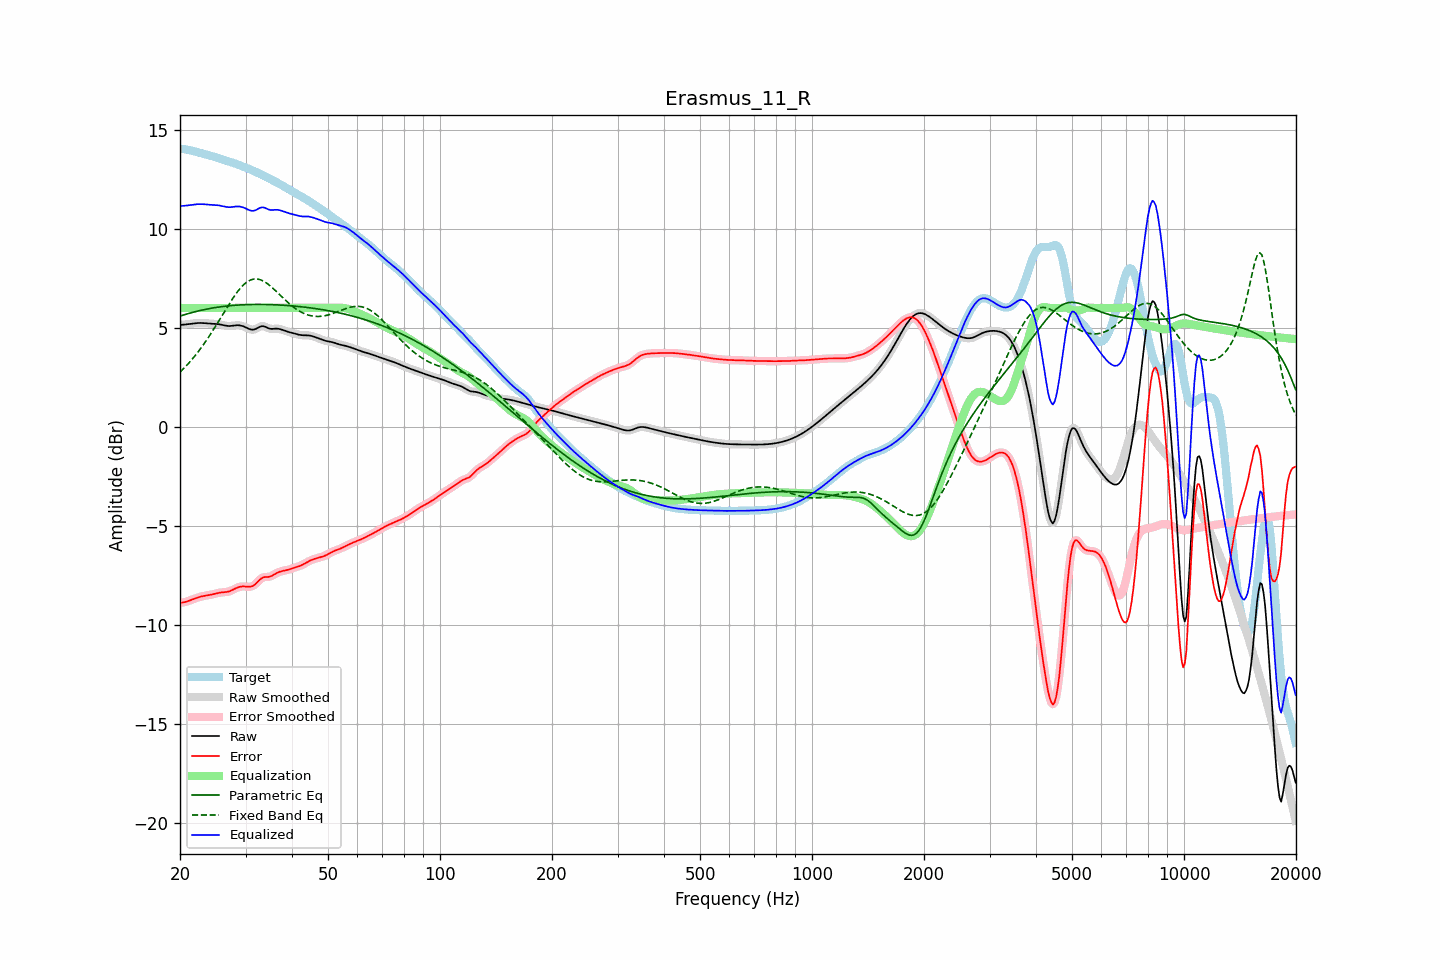 Erasmus_11_R
Amplitude (dBr)
15
10
5
0
−5
−10
−15
−20
Target
Raw Smoothed
Error Smoothed
Raw
Error
Equalization
Parametric Eq
Fixed Band Eq
Equalized
20
50
100
200
500
1000
2000
5000
10000
20000
Frequency (Hz)